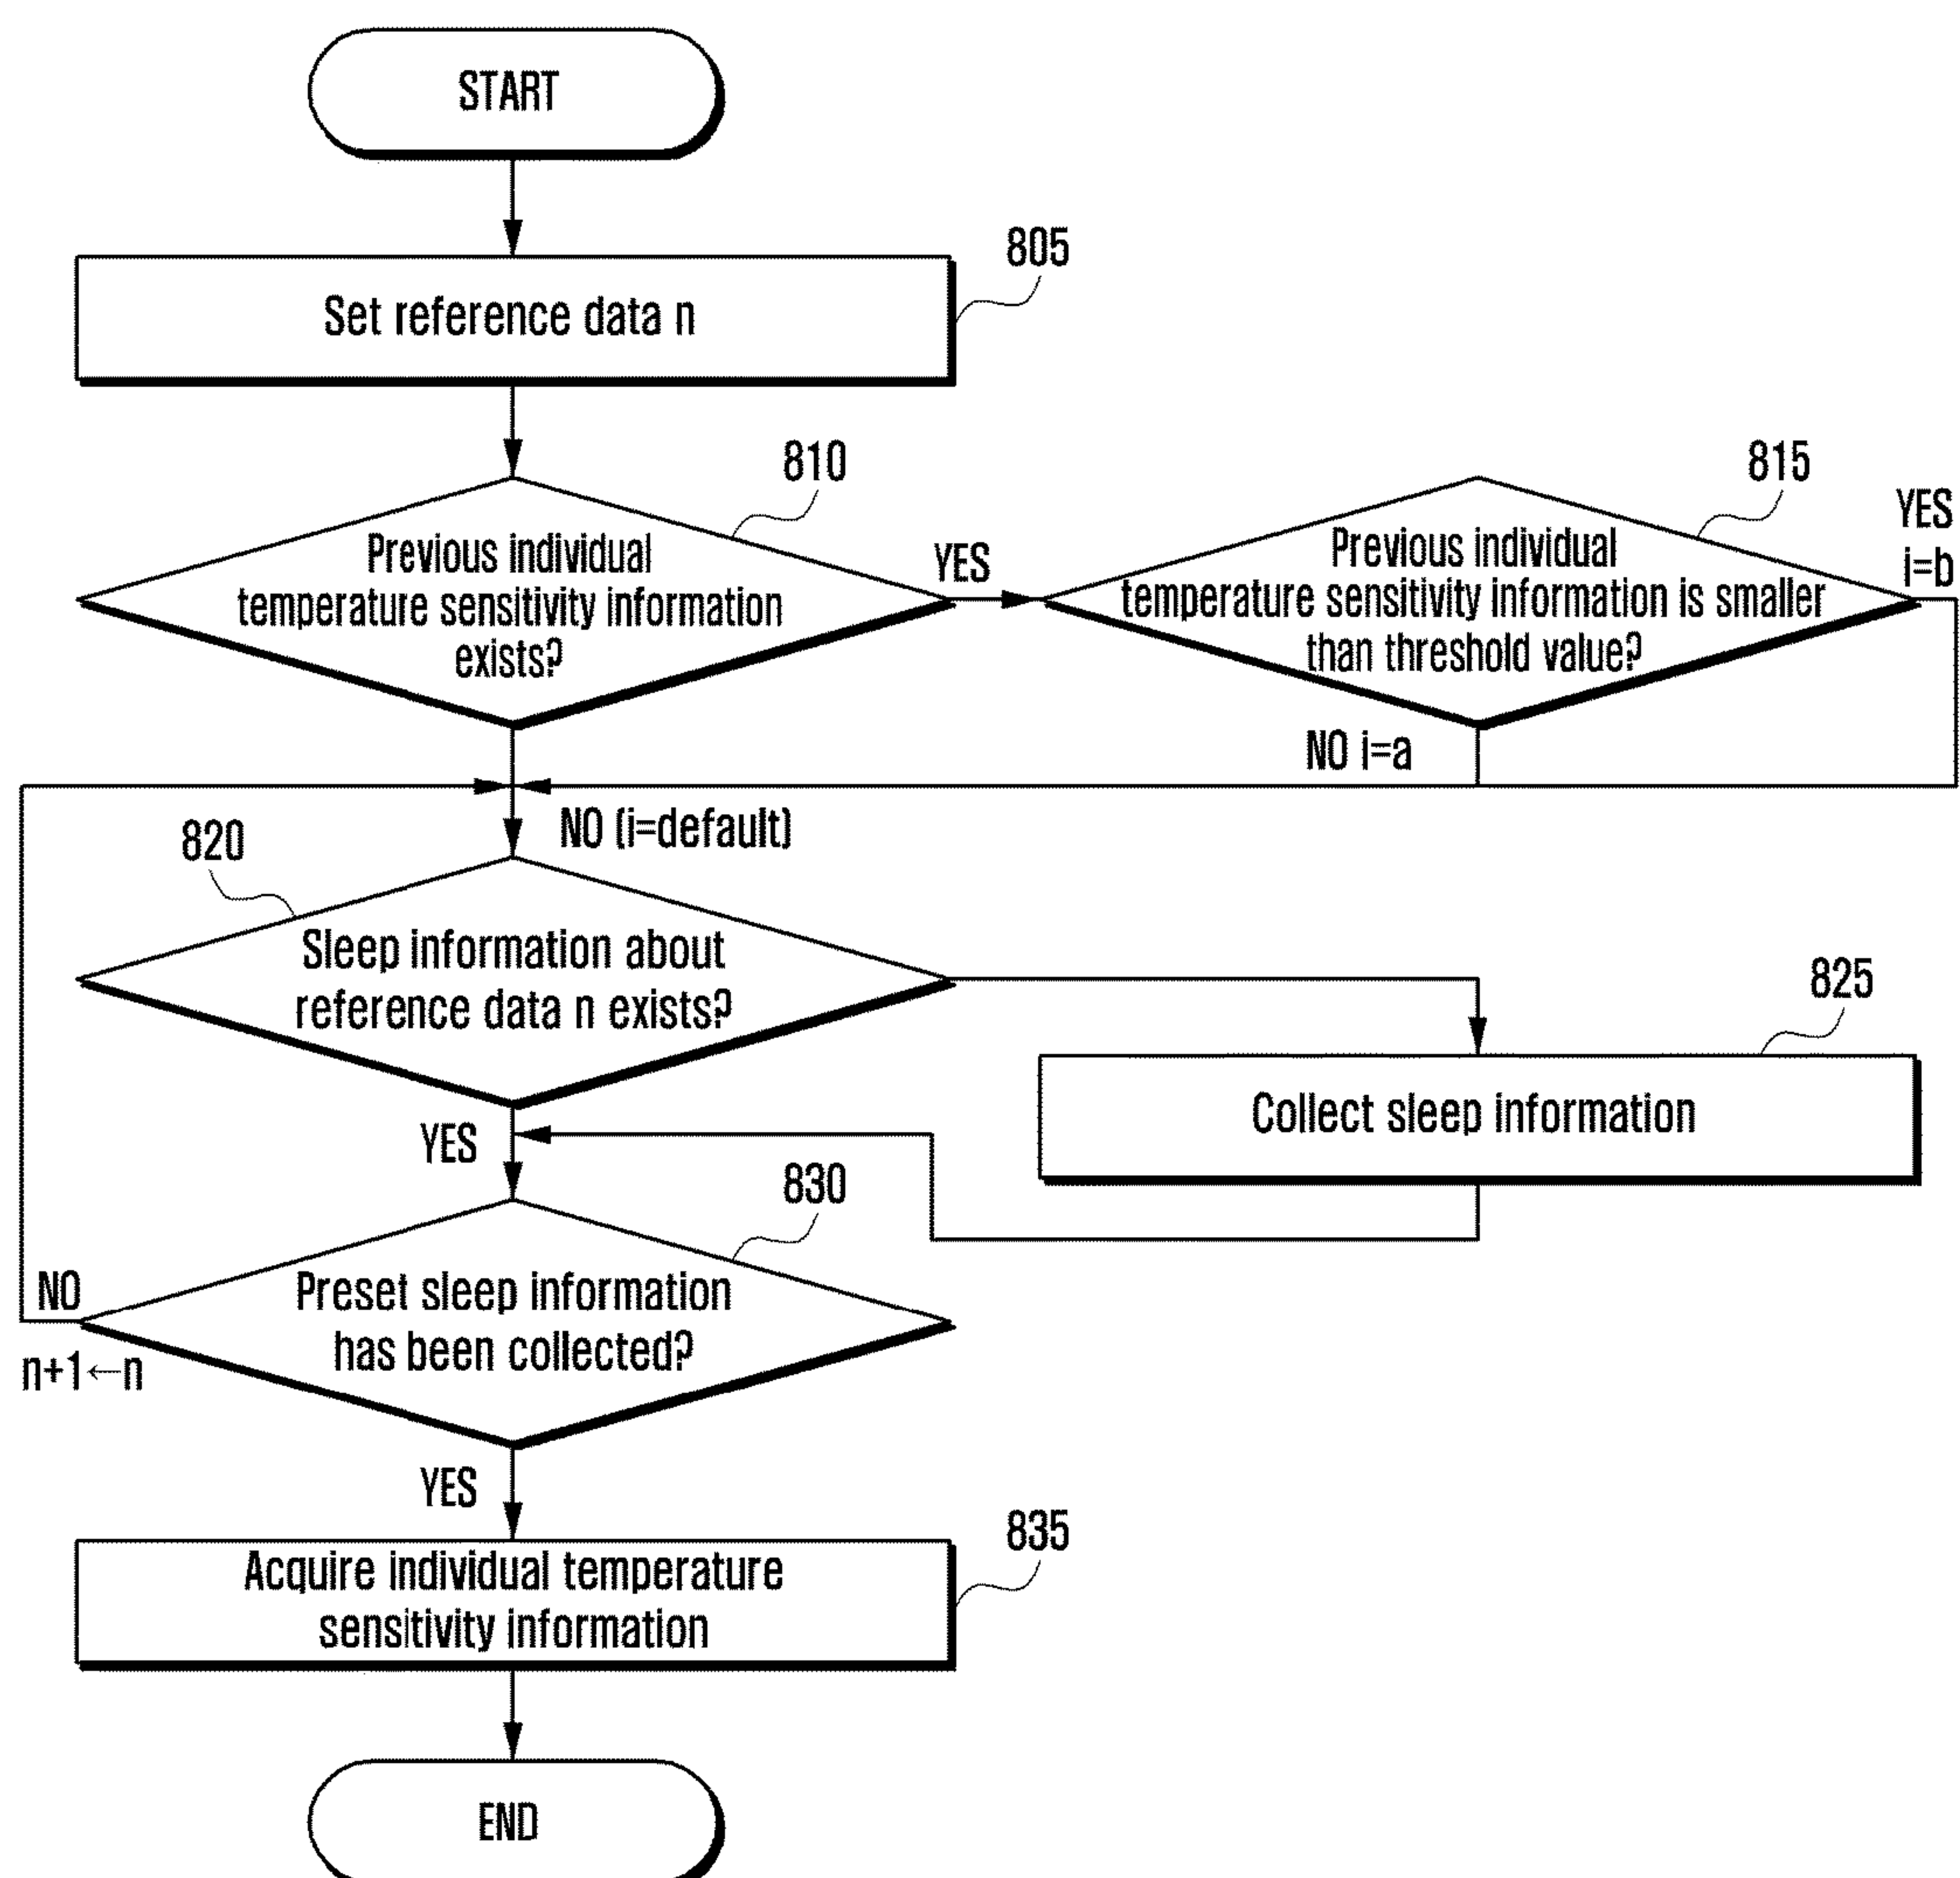 START
805
Set reference data n
810
Previous individual
temperature sensitivity information
exists?
YES
815
Previous individual
temperature sensitivity information is smaller
than threshold value?
YES
i=b
NO i=a
NO (i=default)
820
Sleep information about
reference data n exists?
825
Collect sleep information
YES
830
Preset sleep information
has been collected?
NO
n+1←n
YES
835
Acquire individual temperature
sensitivity information
END